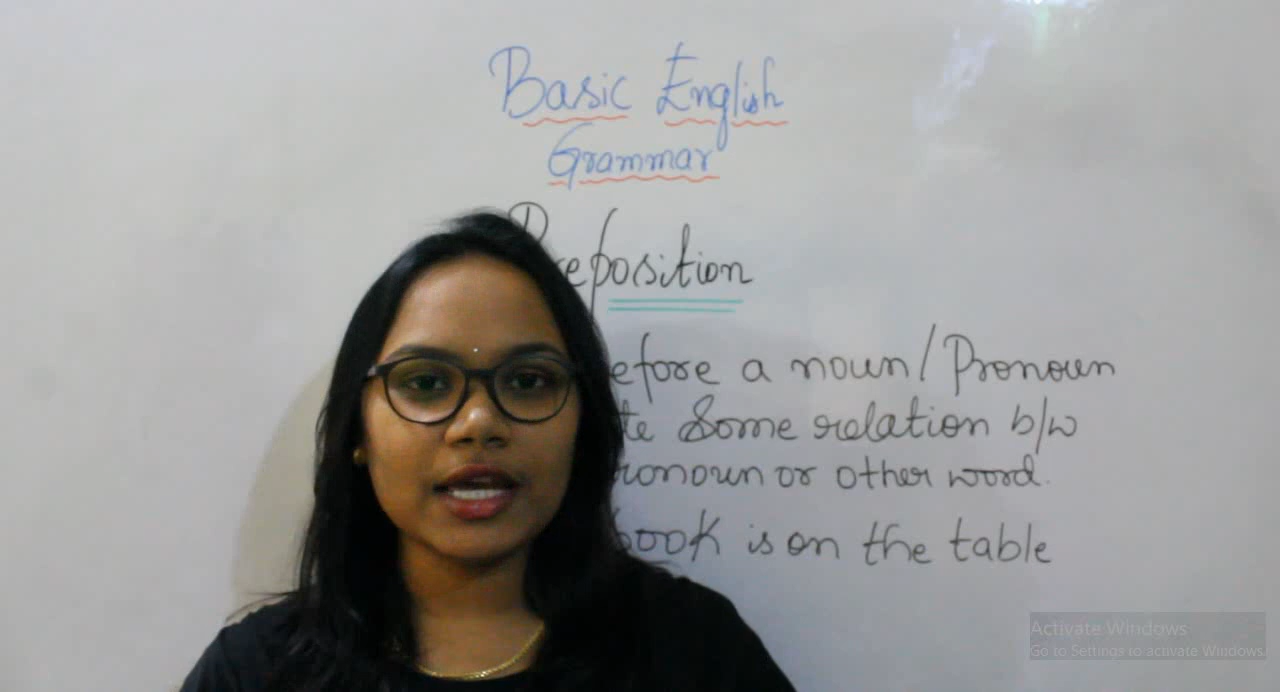 Basic English
Grammar
Preposition
efore a noun/Pronoun
te Some relation b/w
ronoun or other word.
book is on the table
Activate Windows
Go to Settings to activate Windows.